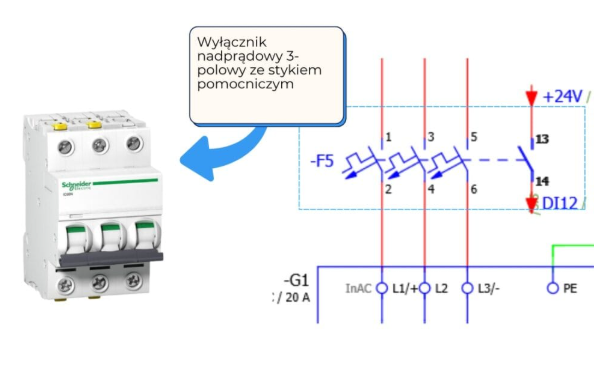 Wyłącznik
nadprądowy 3-
polowy ze stykiem
pomocniczym
Schneider
+24V /
1 3 5 13
-F5
2 4 6 14
DI12 /
-G1
/ 20 A
InAC L1/+ L2 L3/- PE